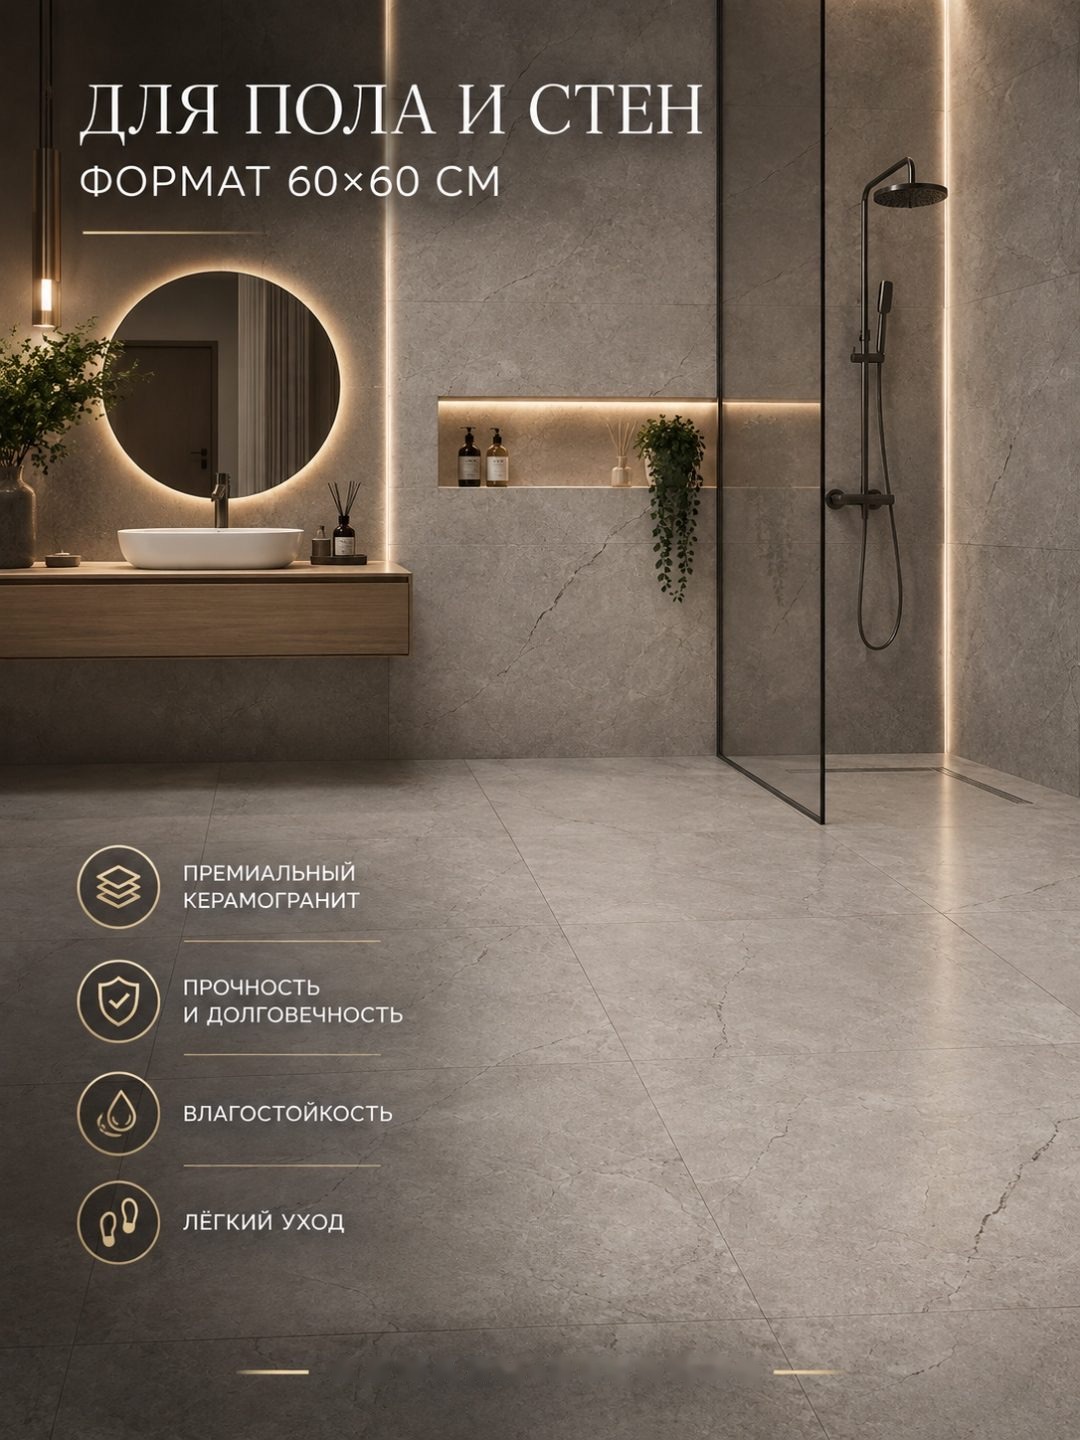 ДЛЯ ПОЛА И СТЕН
ФОРМАТ 60×60 СМ
ПРЕМИАЛЬНЫЙ
КЕРАМОГРАНИТ
ПРОЧНОСТЬ
И ДОЛГОВЕЧНОСТЬ
ВЛАГОСТОЙКОСТЬ
ЛЁГКИЙ УХОД